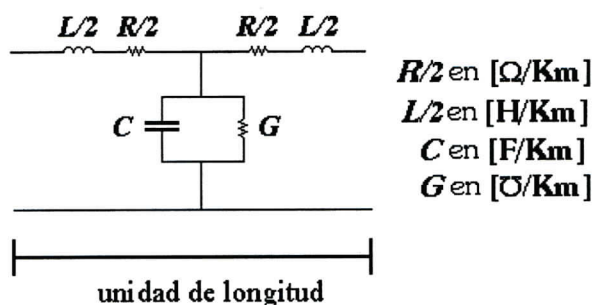 L/2 R/2 R/2 L/2
C G
R/2 en [Ω/Km]
L/2 en [H/Km]
C en [F/Km]
G en [℧/Km]
unidad de longitud